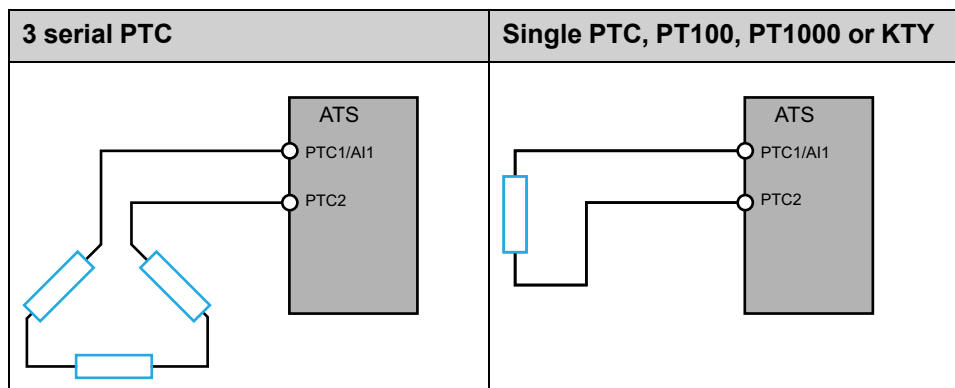 3 serial PTC
Single PTC, PT100, PT1000 or KTY
ATS
PTC1/AI1
PTC2
ATS
PTC1/AI1
PTC2